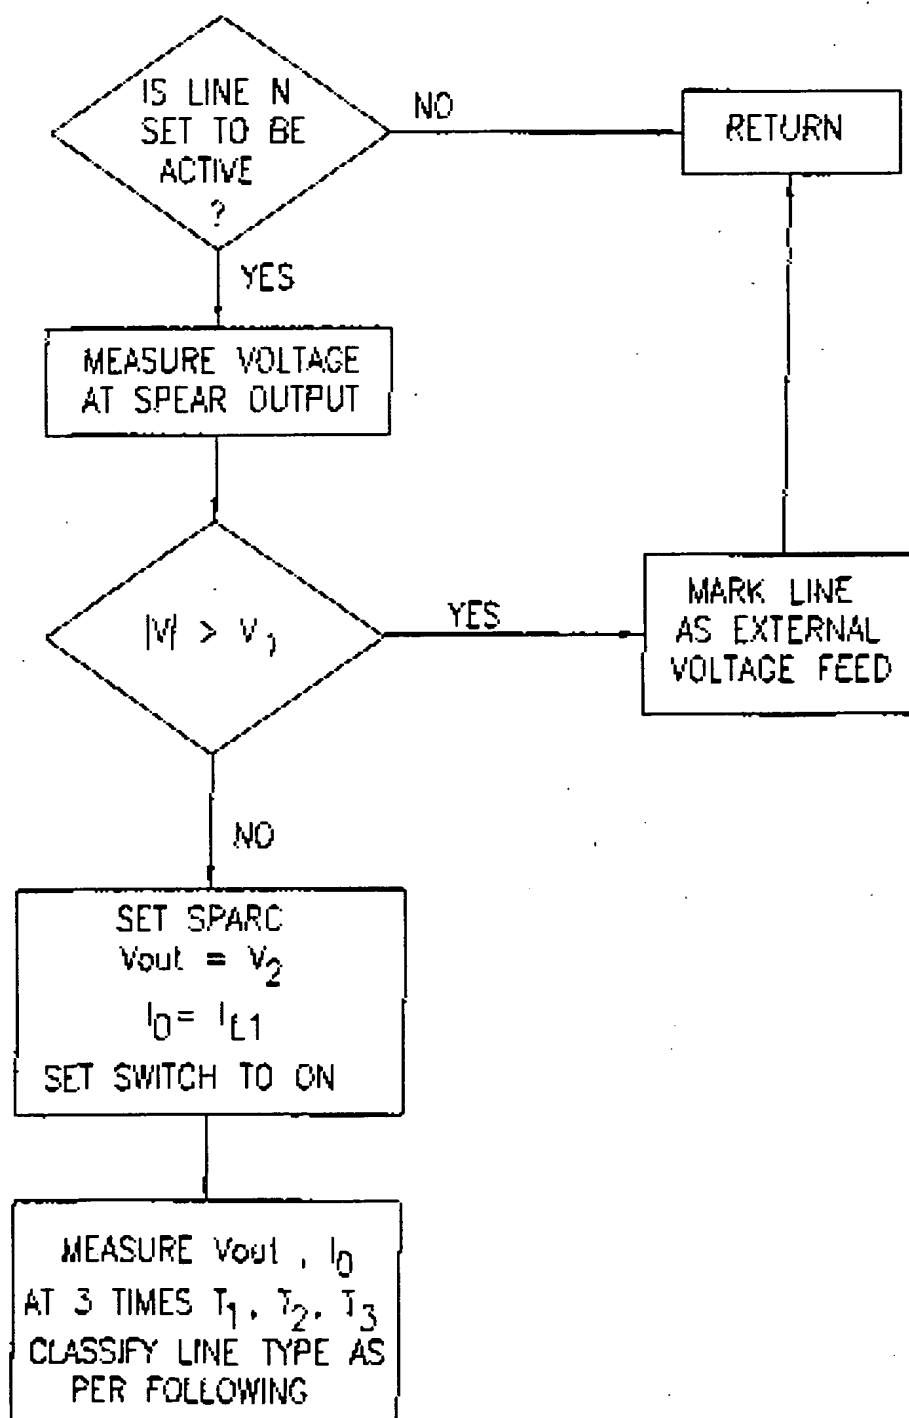 IS LINE N
SET TO BE
ACTIVE
?
NO
RETURN
YES
MEASURE VOLTAGE
AT SPEAR OUTPUT
|V| > V1
YES
MARK LINE
AS EXTERNAL
VOLTAGE FEED
NO
SET SPARC
Vout = V2
I0 = IL1
SET SWITCH TO ON
MEASURE Vout , I0
AT 3 TIMES T1, T2, T3
CLASSIFY LINE TYPE AS
PER FOLLOWING